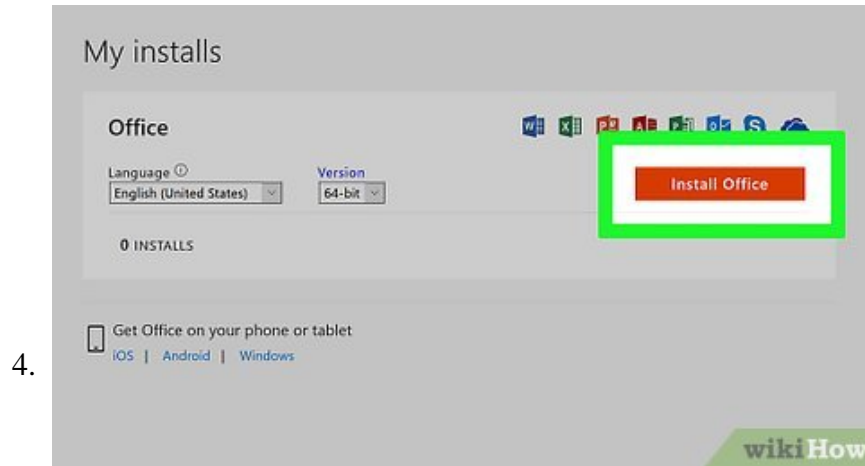 My installs
Office
Language
Version
English (United States)
64-bit
Install Office
0 INSTALLS
Get Office on your phone or tablet
iOS | Android | Windows
4.
wikiHow